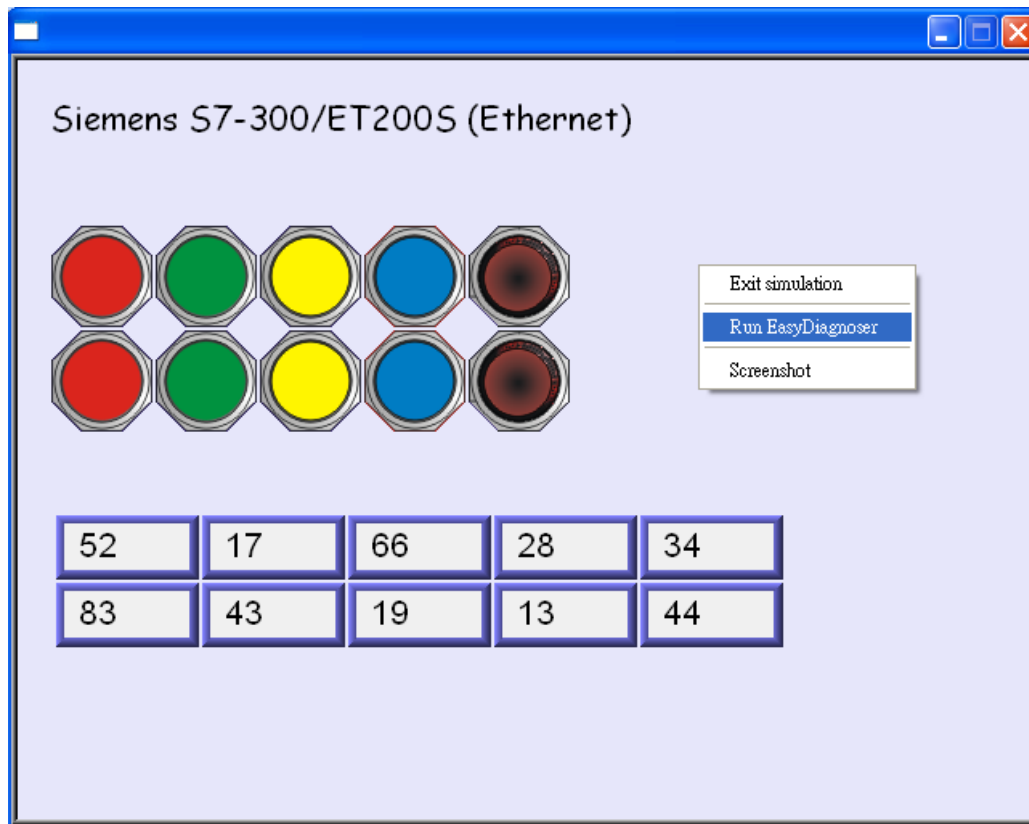 Siemens S7-300/ET200S (Ethernet)
Exit simulation
Run EasyDiagnoser
Screenshot
52 17 66 28 34
83 43 19 13 44